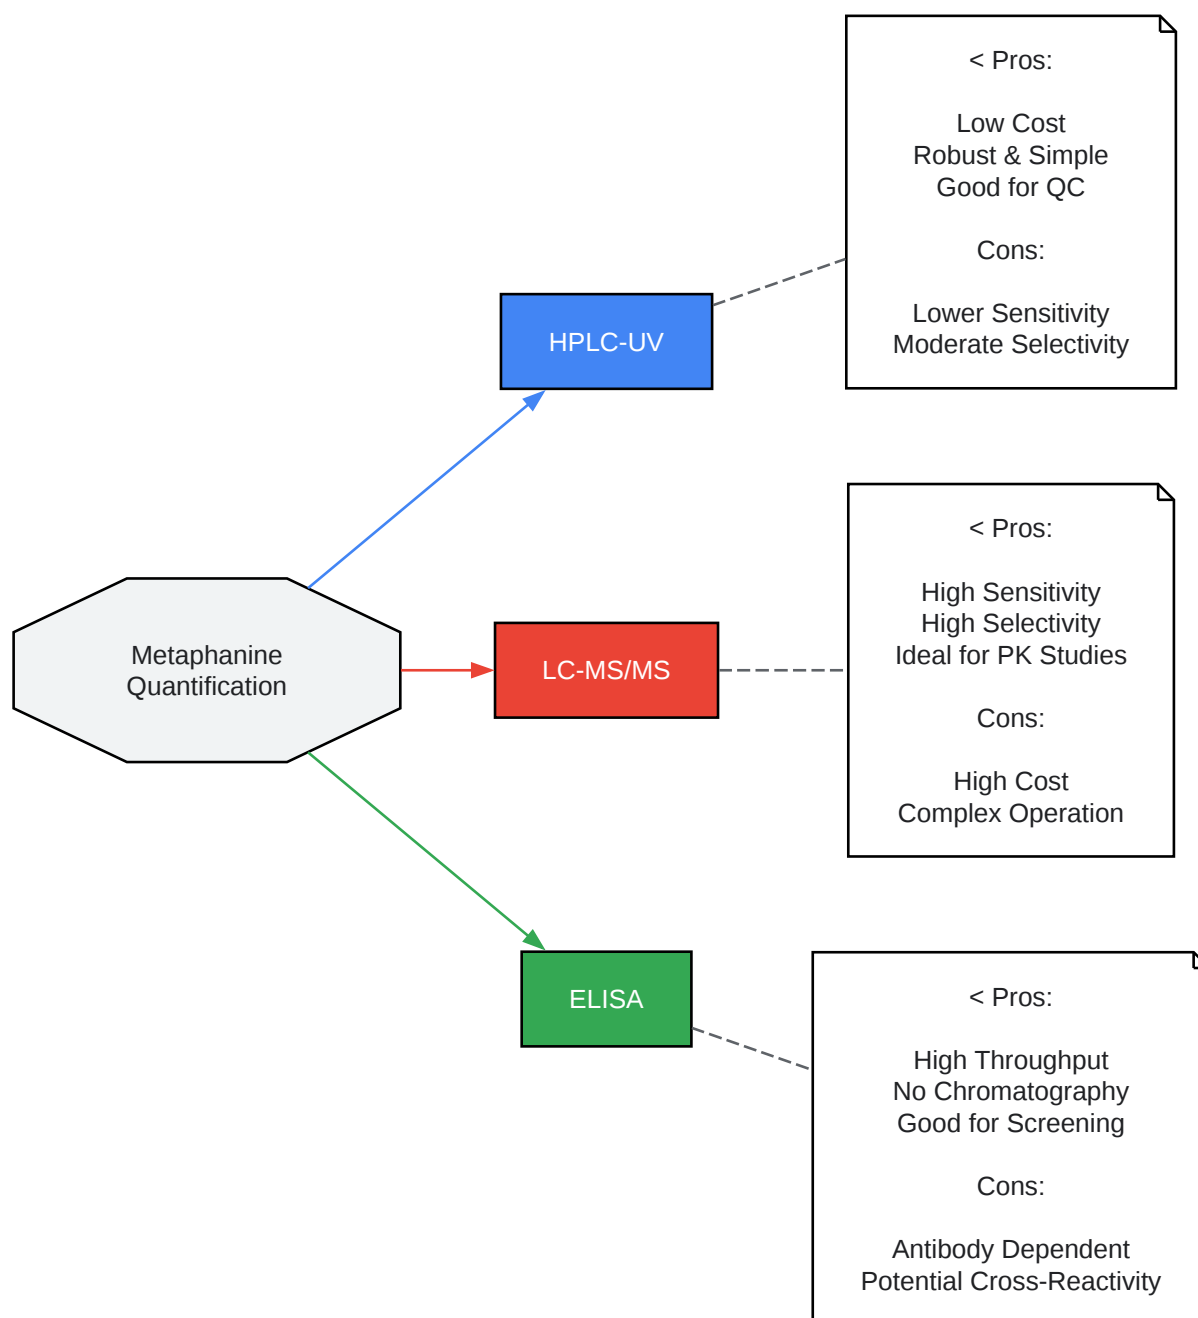 Metaphanine
Quantification
HPLC-UV
< Pros:
Low Cost
Robust & Simple
Good for QC
Cons:
Lower Sensitivity
Moderate Selectivity
LC-MS/MS
< Pros:
High Sensitivity
High Selectivity
Ideal for PK Studies
Cons:
High Cost
Complex Operation
ELISA
< Pros:
High Throughput
No Chromatography
Good for Screening
Cons:
Antibody Dependent
Potential Cross-Reactivity